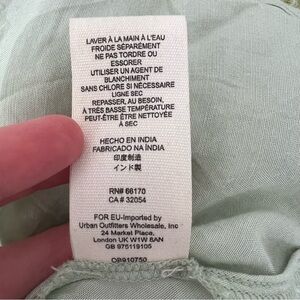 LAVER À LA MAIN À L'EAU
FROIDE SÉPARÉMENT
NE PAS TORDRE OU
ESSORER
UTILISER UN AGENT DE
BLANCHIMENT
SANS CHLORE SI NÉCESSAIRE
LIGNE SEC
REPASSER, AU BESOIN,
À TRÈS BASSE TEMPÉRATURE
PEUT-ÊTRE ÊTRE NETTOYÉE
À SEC
HECHO EN INDIA
FABRICADO NA ÍNDIA
印度制造
インド製
RN# 66170
CA # 32054
FOR EU-Imported by
Urban Outfitters Wholesale, Inc
24 Market Place,
London UK W1W 8AN
GB 975119105
OB910750